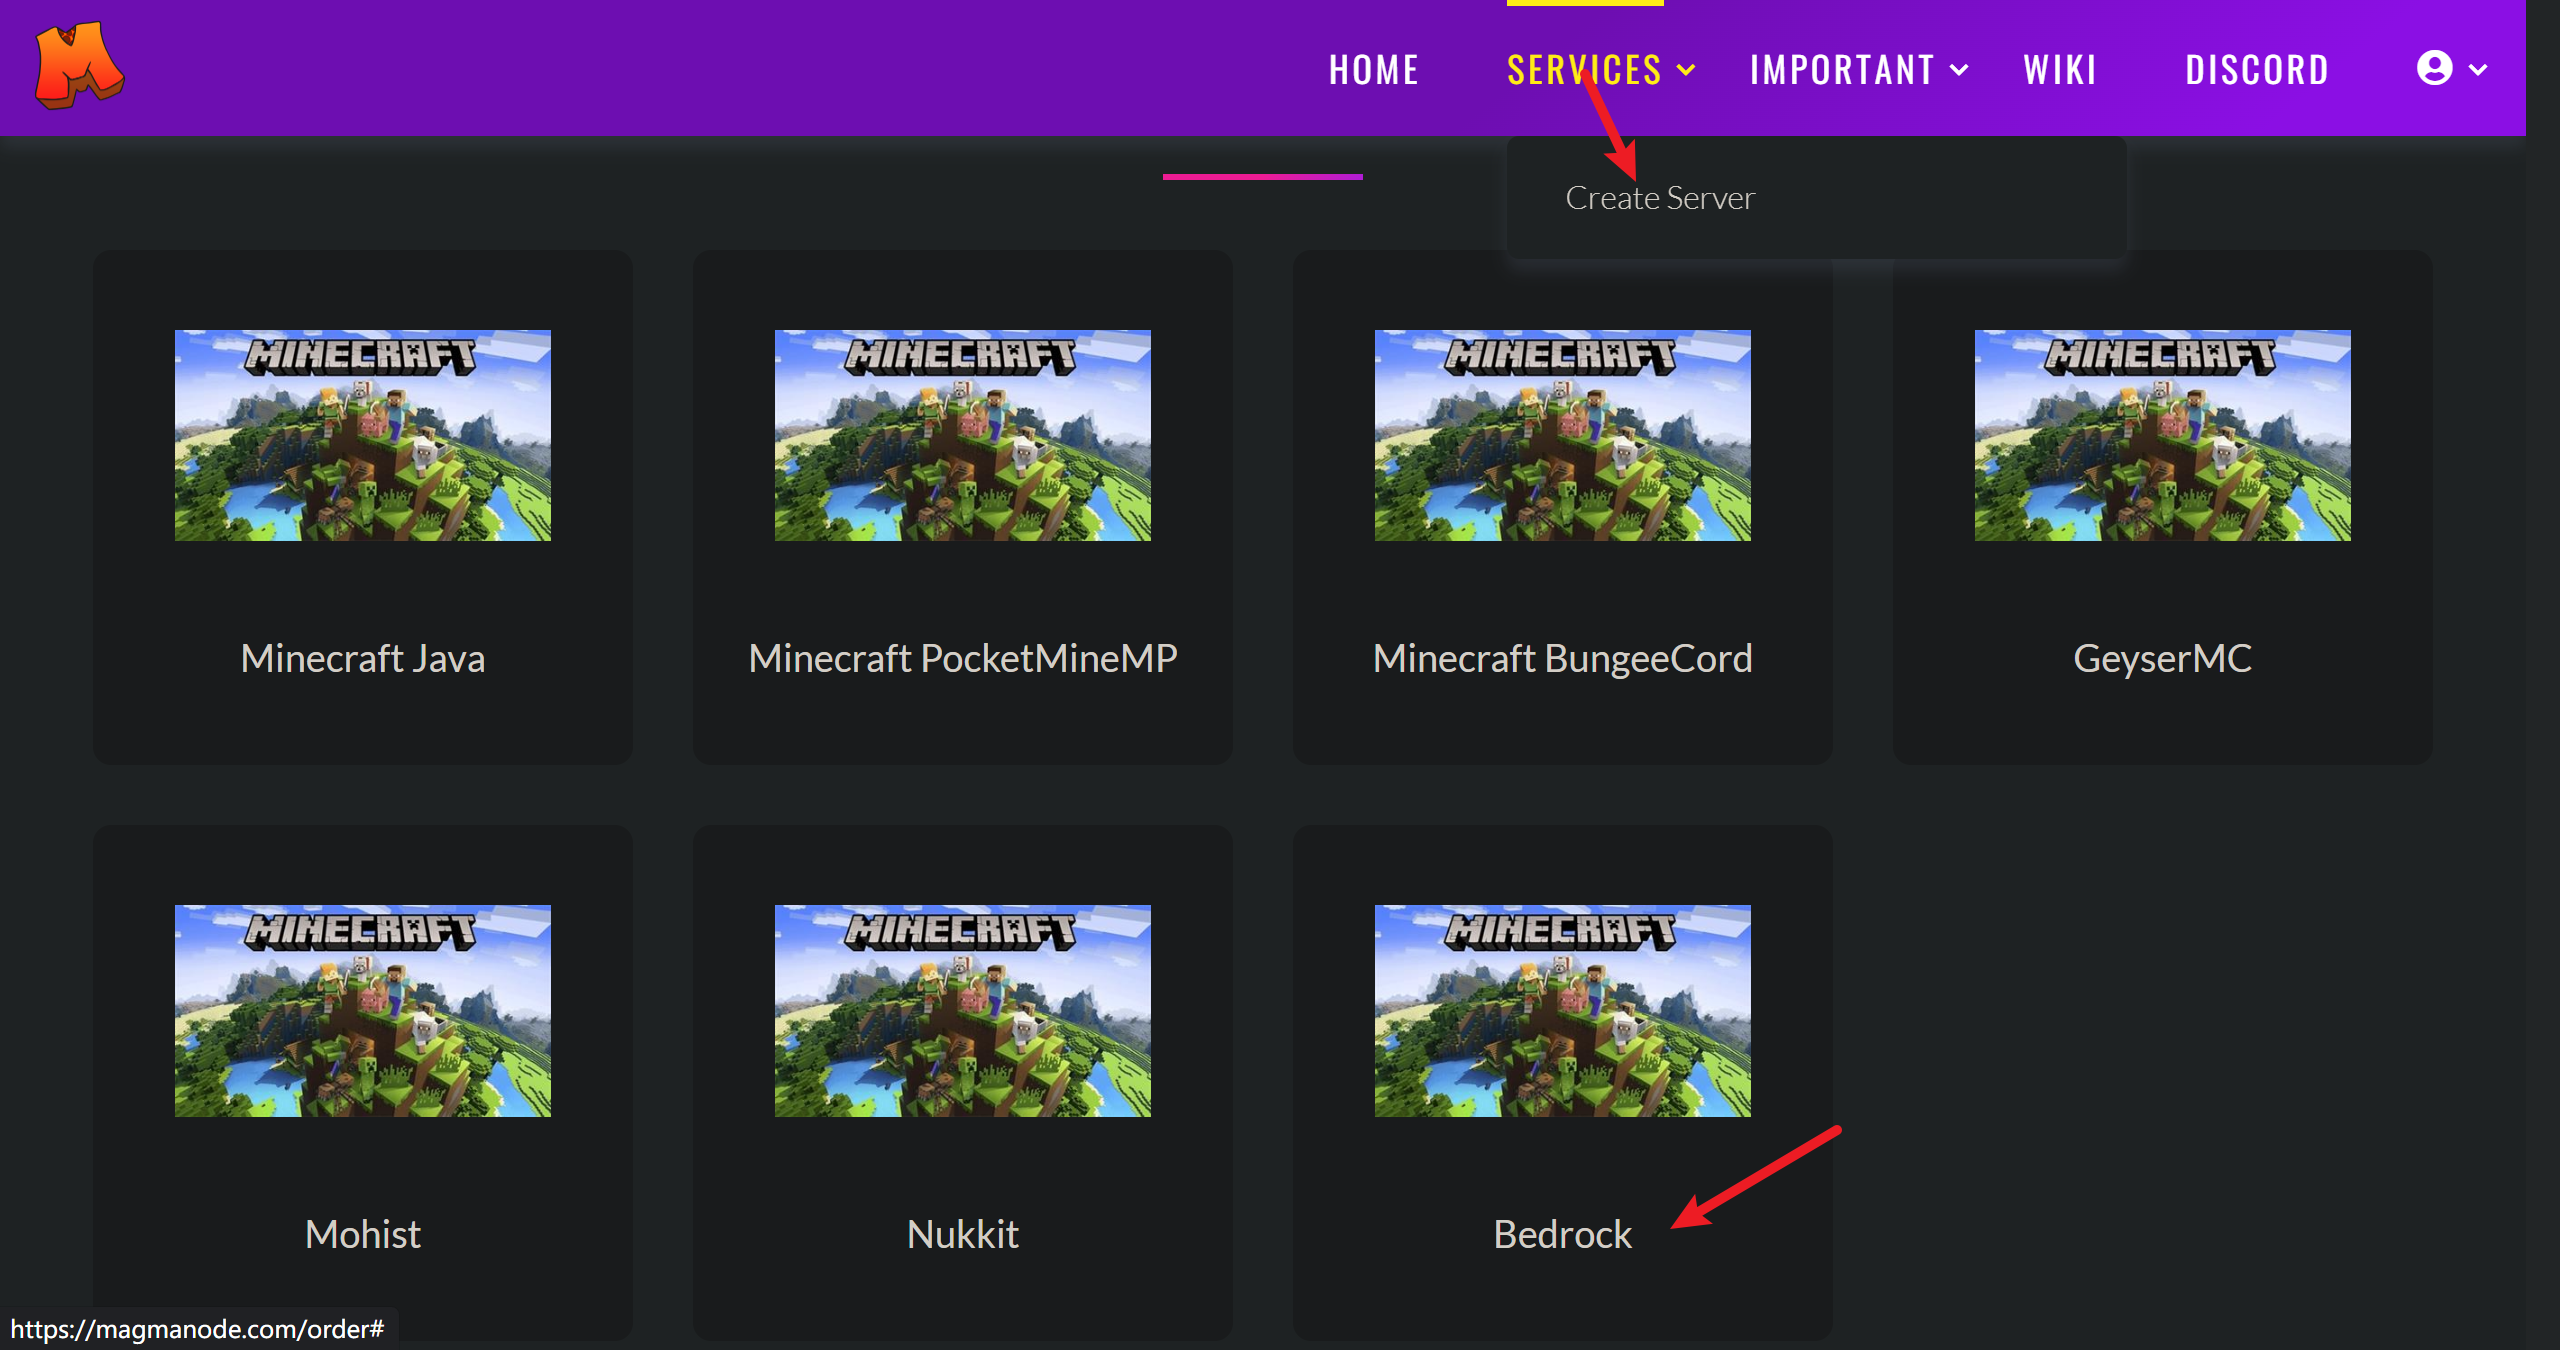 M
HOME
SERVICES
IMPORTANT
WIKI
DISCORD
Create Server
MINECRAFT
MINECRAFT
MINECRAFT
MINECRAFT
Minecraft Java
Minecraft PocketMineMP
Minecraft BungeeCord
GeyserMC
MINECRAFT
MINECRAFT
MINECRAFT
Mohist
Nukkit
Bedrock
https://magmanode.com/order#